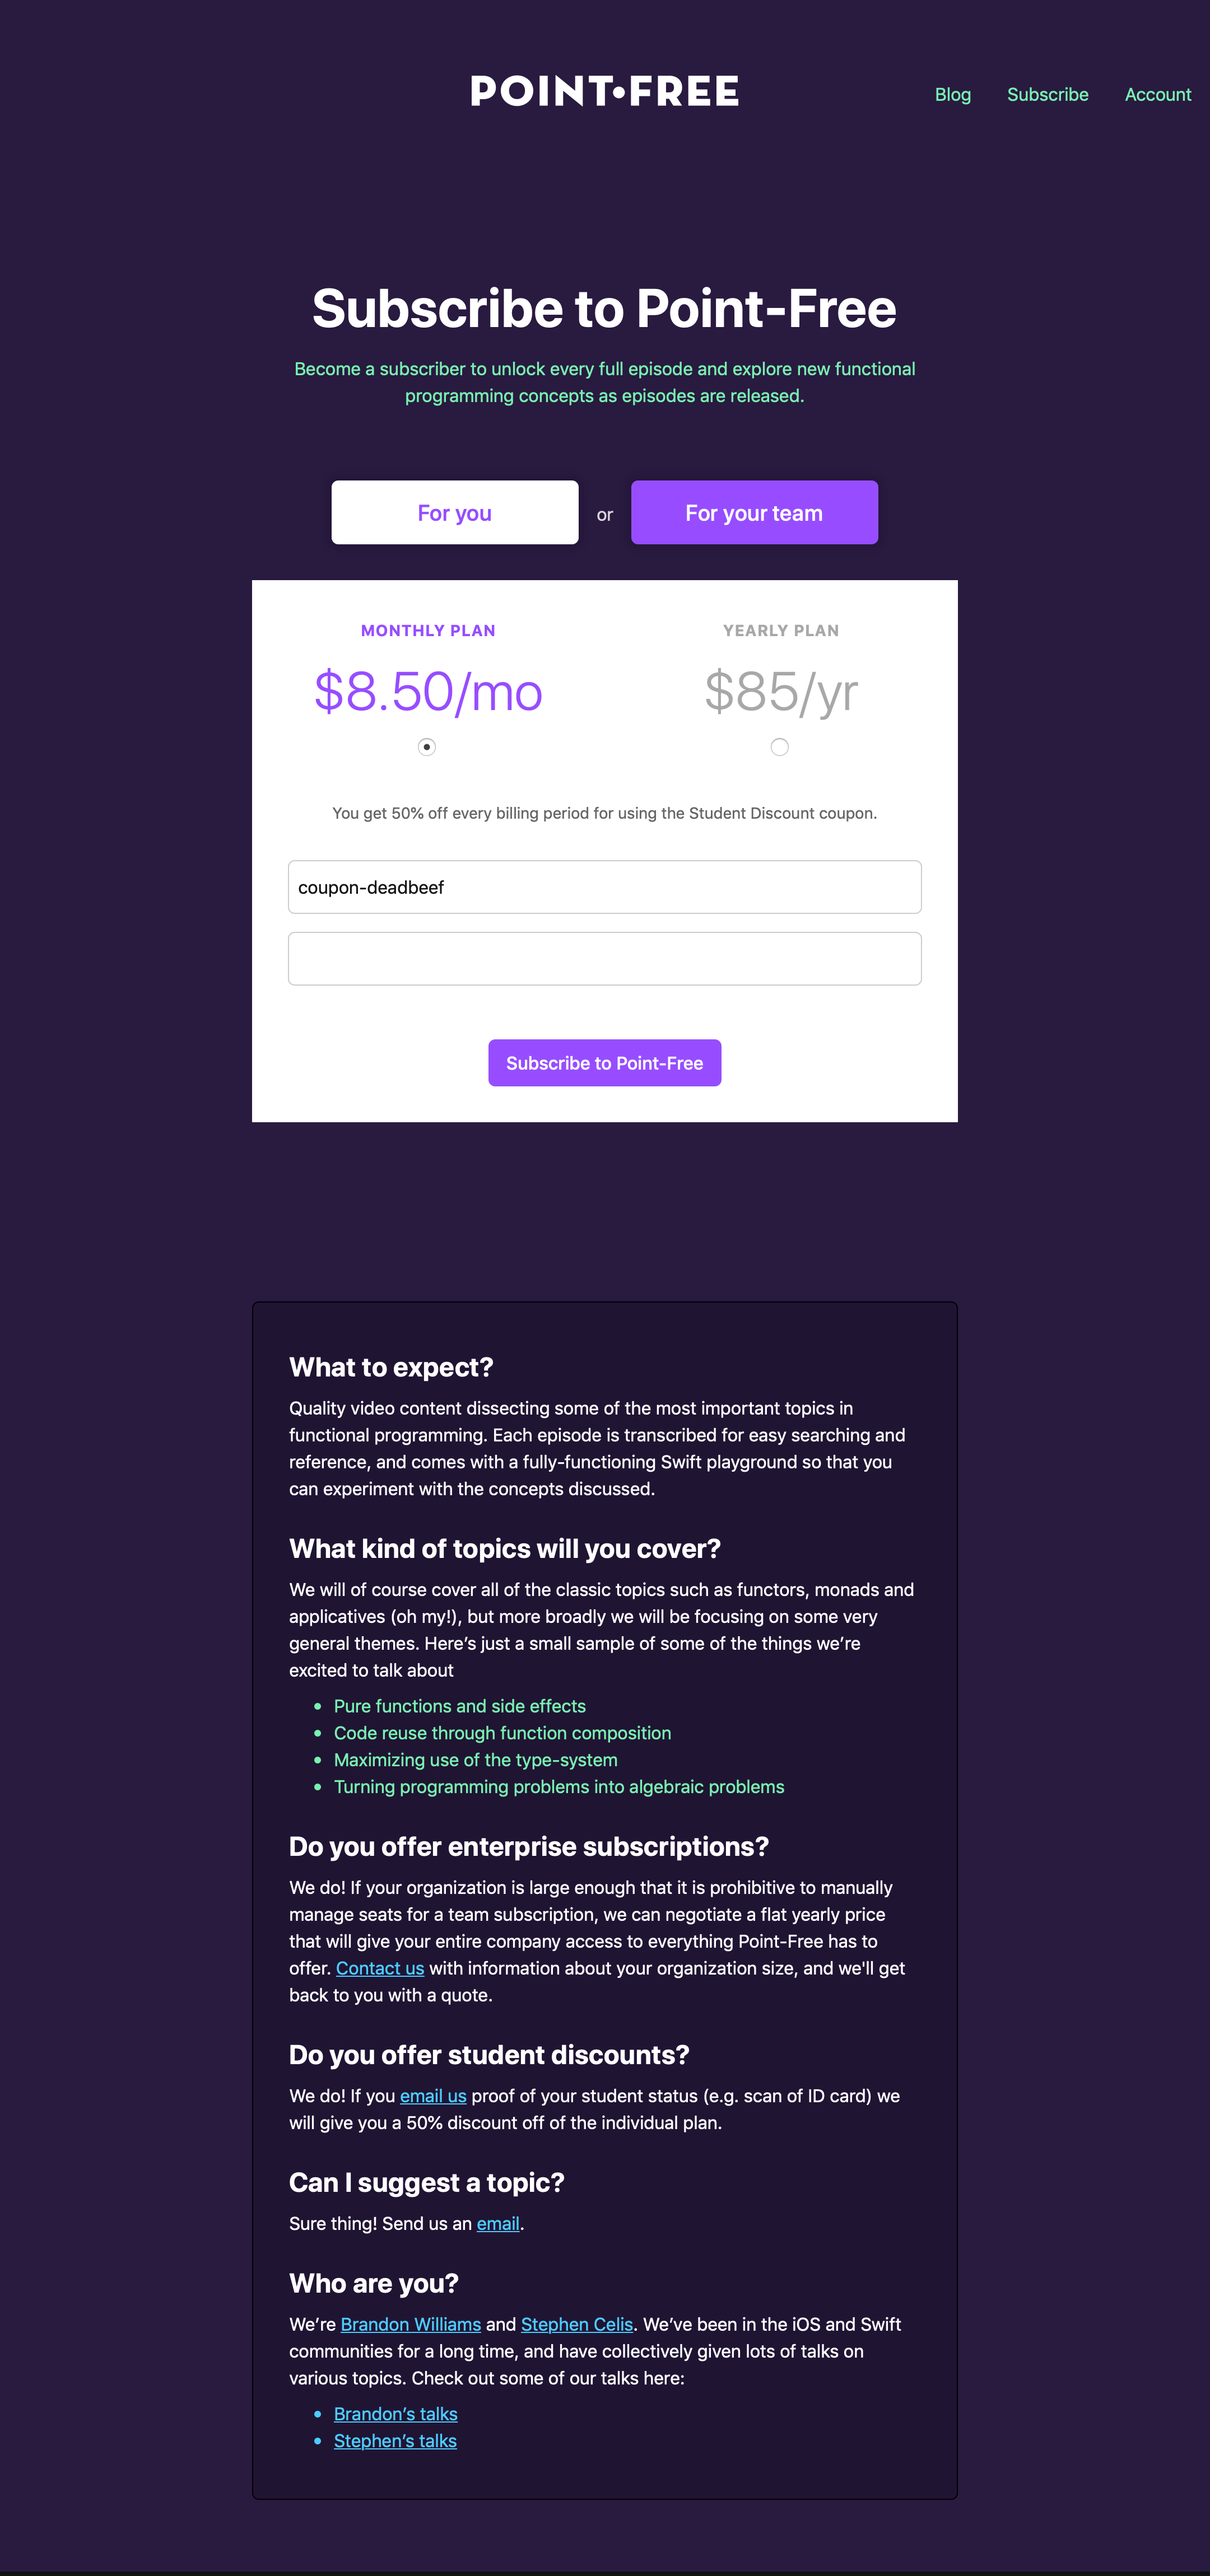 POINT•FREE
Blog Subscribe Account
Subscribe to Point-Free
Become a subscriber to unlock every full episode and explore new functional
programming concepts as episodes are released.
For you or For your team
MONTHLY PLAN YEARLY PLAN
$8.50/mo $85/yr
You get 50% off every billing period for using the Student Discount coupon.
coupon-deadbeef
Subscribe to Point-Free
What to expect?
Quality video content dissecting some of the most important topics in
functional programming. Each episode is transcribed for easy searching and
reference, and comes with a fully-functioning Swift playground so that you
can experiment with the concepts discussed.
What kind of topics will you cover?
We will of course cover all of the classic topics such as functors, monads and
applicatives (oh my!), but more broadly we will be focusing on some very
general themes. Here’s just a small sample of some of the things we’re
excited to talk about
• Pure functions and side effects
• Code reuse through function composition
• Maximizing use of the type-system
• Turning programming problems into algebraic problems
Do you offer enterprise subscriptions?
We do! If your organization is large enough that it is prohibitive to manually
manage seats for a team subscription, we can negotiate a flat yearly price
that will give your entire company access to everything Point-Free has to
offer. Contact us with information about your organization size, and we'll get
back to you with a quote.
Do you offer student discounts?
We do! If you email us proof of your student status (e.g. scan of ID card) we
will give you a 50% discount off of the individual plan.
Can I suggest a topic?
Sure thing! Send us an email.
Who are you?
We’re Brandon Williams and Stephen Celis. We’ve been in the iOS and Swift
communities for a long time, and have collectively given lots of talks on
various topics. Check out some of our talks here:
• Brandon’s talks
• Stephen’s talks